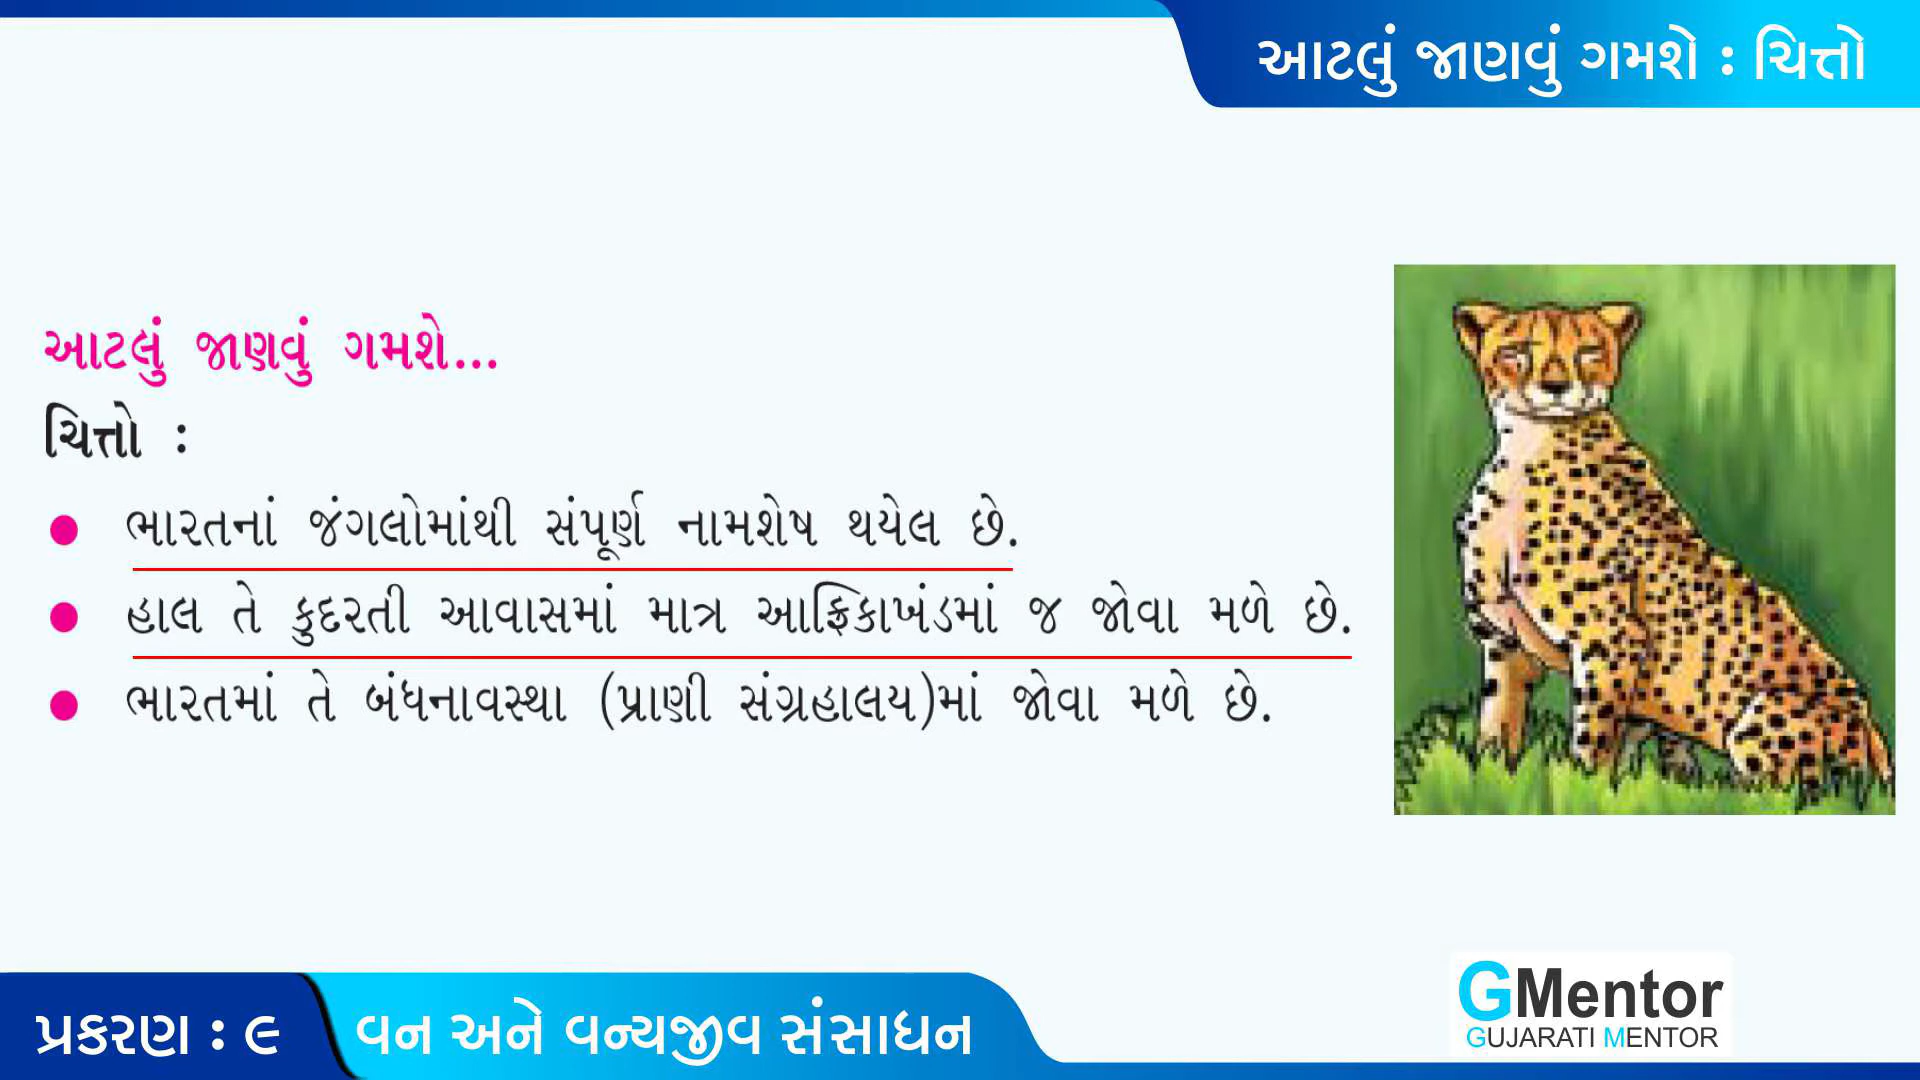 આટલું જાણવું ગમશે : ચિત્તો
આટલું જાણવું ગમશે...
ચિત્તો :
● ભારતનાં જંગલોમાંથી સંપૂર્ણ નામશેષ થયેલ છે.
● હાલ તે કુદરતી આવાસમાં માત્ર આફ્રિકાખંડમાં જ જોવા મળે છે.
● ભારતમાં તે બંધનાવસ્થા (પ્રાણી સંગ્રહાલય)માં જોવા મળે છે.
પ્રકરણ : ૯ વન અને વન્યજીવ સંસાધન
GMentor
GUJARATI MENTOR